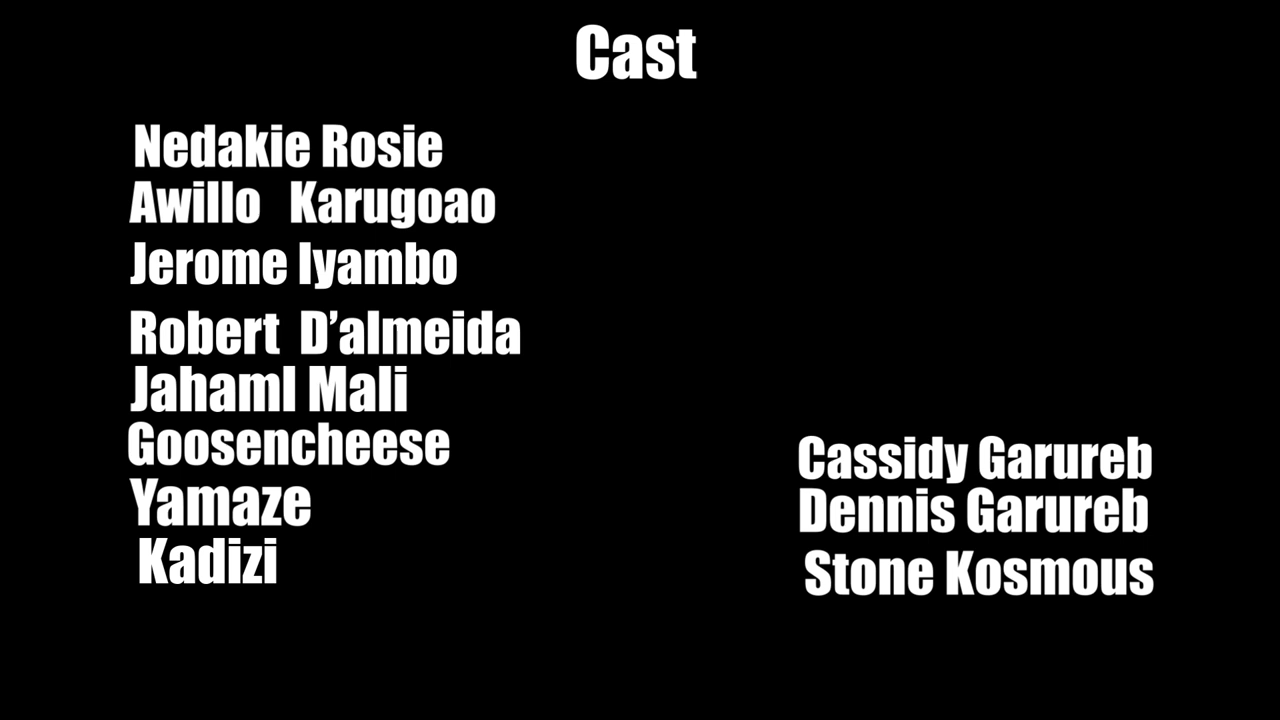 Cast
Nedakie Rosie
Awillo Karugoao
Jerome Iyambo
Robert D’almeida
Jahaml Mali
Goosencheese
Yamaze
Kadizi
Cassidy Garureb
Dennis Garureb
Stone Kosmous